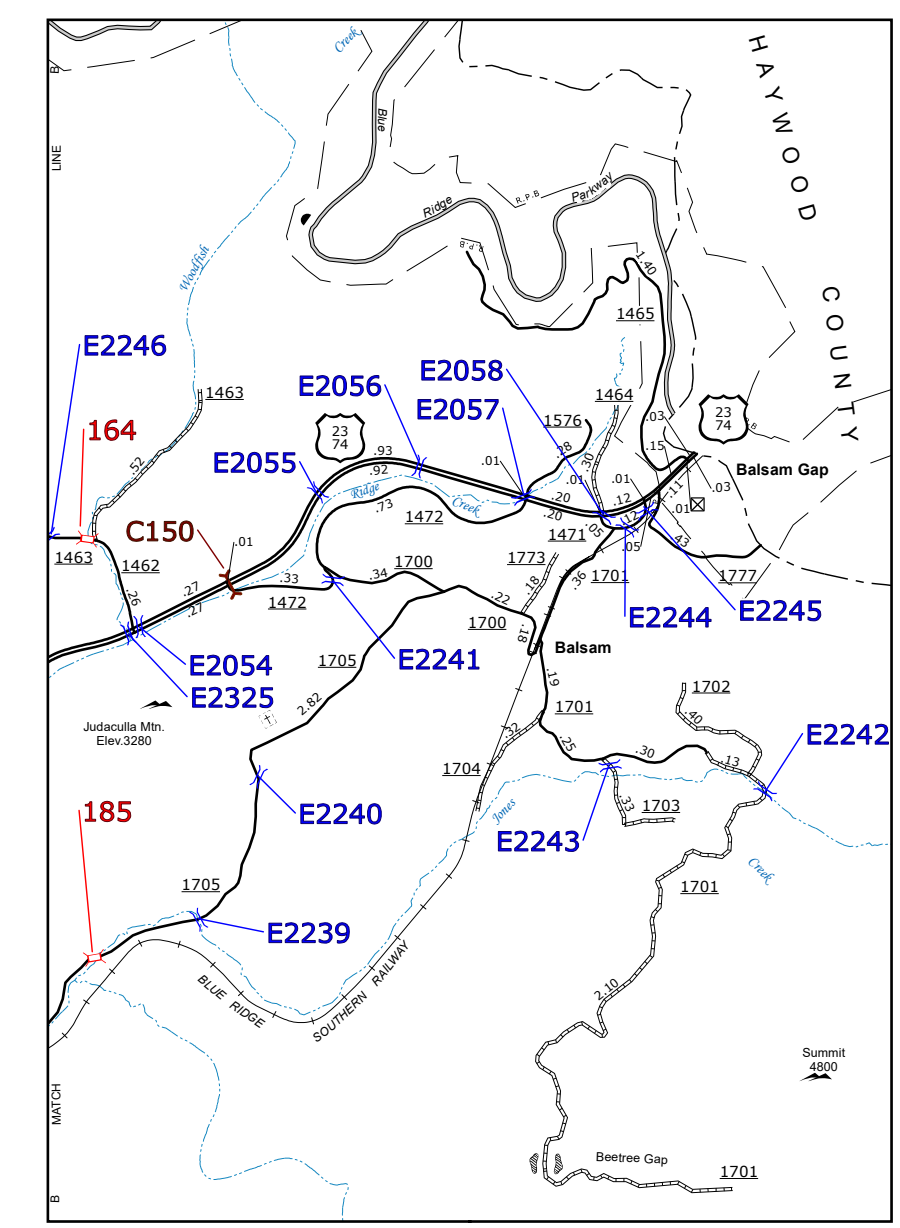 HAYWOOD
COUNTY
B
LINE
Creek
Blue
Ridge
Parkway
R.P.B
R.P.B
Woodfish
1.40
1465
E2246
E2058
E2056
E2057
1464
1463
164
23
74
1576
23
74
.03
.28
.15
Balsam Gap
.52
E2055
.93
.92
.01
.30
.01
.01
.03
.20
.20
.12
.12
.11
.01
Ridge
Creek
.73
1472
C150
.01
1471
.05
.05
.43
1463
1462
1773
1700
1701
1777
.26
.27
.27
.33
1472
.34
.18
.36
.22
E2244
E2245
1700
.18
E2054
E2325
E2241
Balsam
1705
2.82
.19
1702
Judaculla Mtn.
Elev.3280
1701
.40
.32
.25
.30
.13
E2242
1704
185
E2240
Jones
.33
1703
E2243
Creek
1705
1701
E2239
BLUE RIDGE
SOUTHERN RAILWAY
2.10
Summit
4800
MATCH
Beetree Gap
1701
B